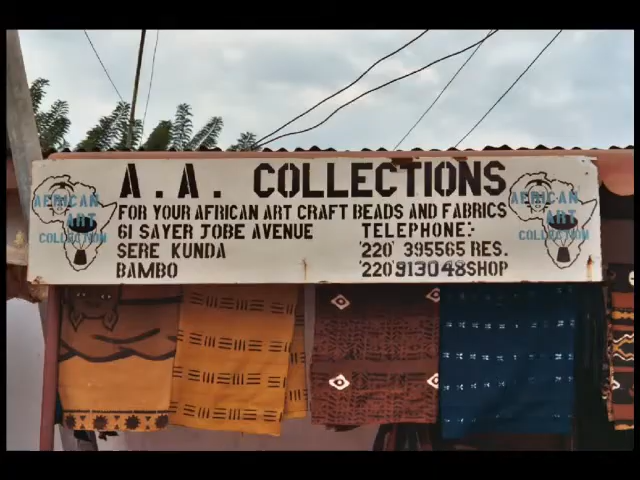 A.A. COLLECTIONS
FOR YOUR AFRICAN ART CRAFT BEADS AND FABRICS
61 SAYER JOBE AVENUE
SERE KUNDA
BAMBO
TELEPHONE:-
'220' 395565 RES.
'220' 913048 SHOP
AFRICAN
ART
COLLECTION
AFRICAN
ART
COLLECTION